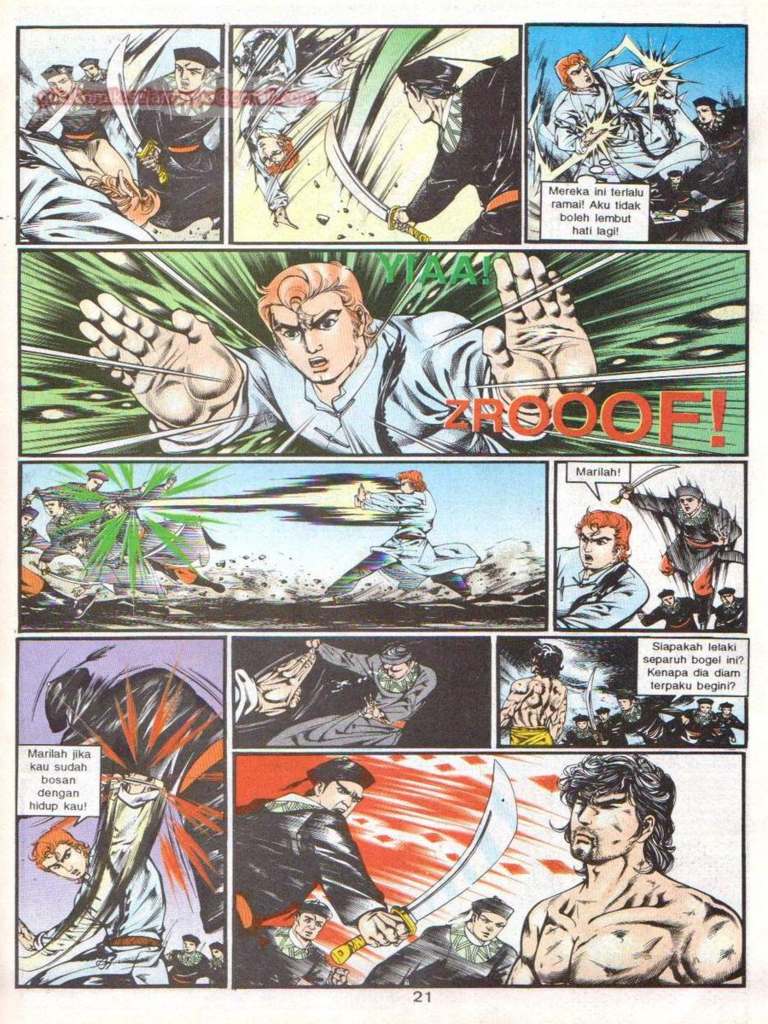 Mereka ini terlalu
ramai! Aku tidak
boleh lembut
hati lagi!
YIAA!
ZROOOF!
Marilah!
Marilah jika
kau sudah
bosan
dengan
hidup kau!
Siapakah lelaki
separuh bogel ini?
Kenapa dia diam
terpaku begini?
21